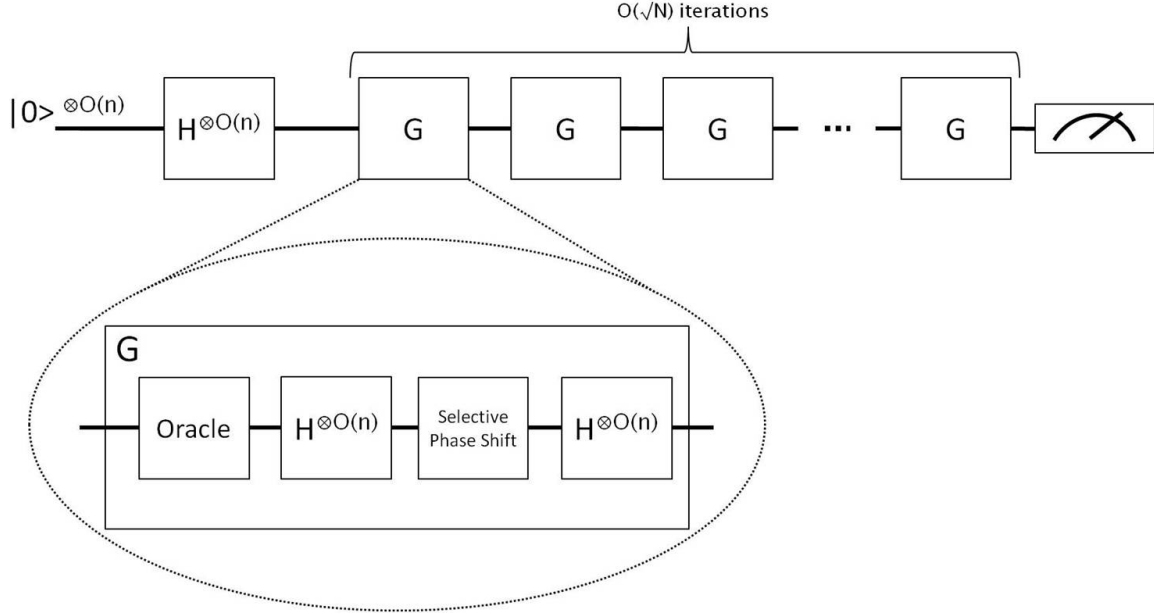 O(√N) iterations
|0> ⊗O(n)
H⊗O(n)
G
G
G
...
G
G
Oracle
H⊗O(n)
Selective
Phase Shift
H⊗O(n)